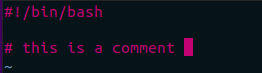 #!/bin/bash
# this is a comment
~